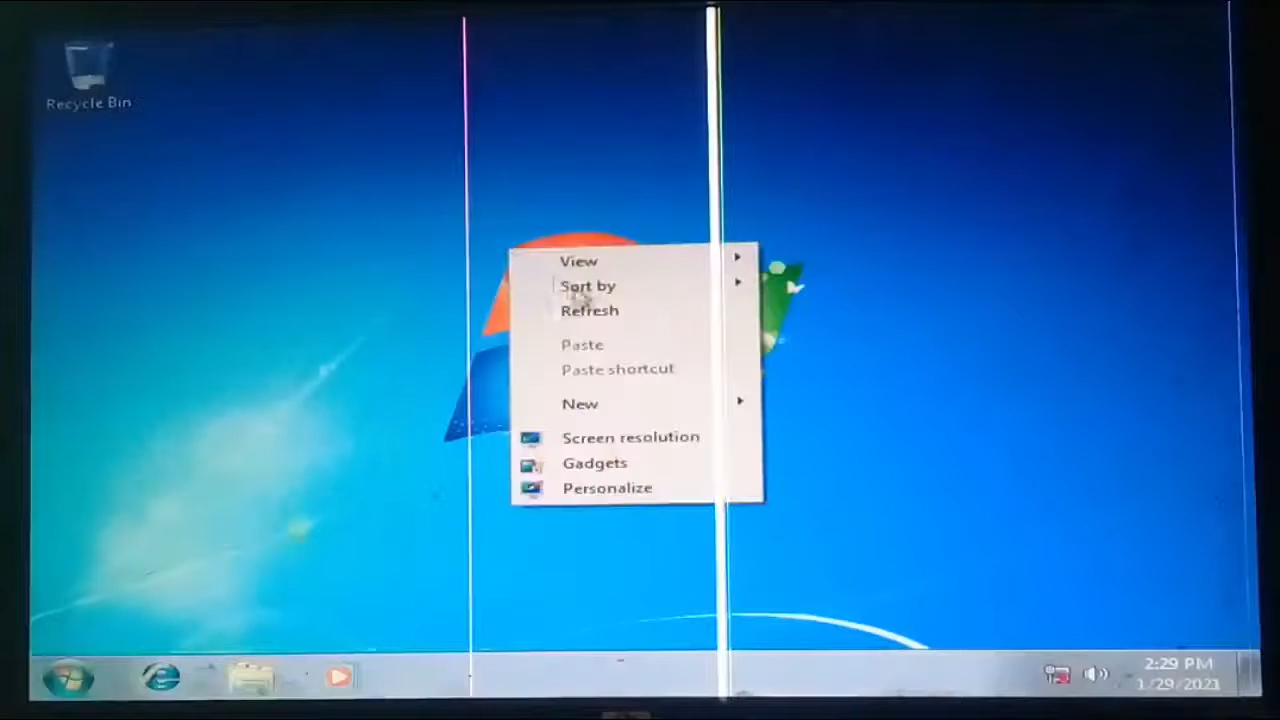 Recycle Bin
View
Sort by
Refresh
Paste
Paste shortcut
New
Screen resolution
Gadgets
Personalize
2:29 PM
1/29/2021